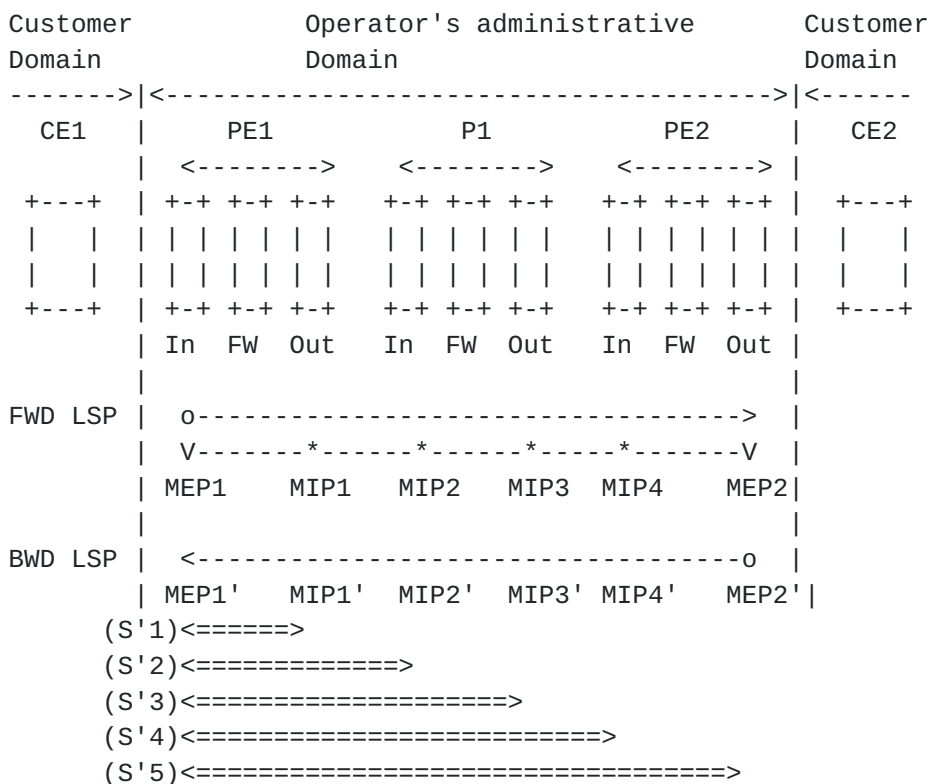 Customer           Operator's administrative       Customer
Domain             Domain                          Domain
------->|<--------------------------------------->|<------
  CE1   |     PE1            P1           PE2      |   CE2
        |  <-------->    <-------->    <-------->  |
 +---+  | +-+ +-+ +-+   +-+ +-+ +-+   +-+ +-+ +-+ |  +---+
 |   |  | | | | | | |   | | | | | |   | | | | | | |  |   |
 |   |  | | | | | | |   | | | | | |   | | | | | | |  |   |
 +---+  | +-+ +-+ +-+   +-+ +-+ +-+   +-+ +-+ +-+ |  +---+
        | In  FW  Out   In  FW  Out   In  FW  Out |
        |                                         |
FWD LSP |  o----------------------------------->  |
        |  V-------*------*------*-----*-------V  |
        | MEP1    MIP1   MIP2   MIP3  MIP4    MEP2|
        |                                         |
BWD LSP |  <-----------------------------------o  |
        | MEP1'   MIP1'  MIP2'  MIP3' MIP4'   MEP2'|
      (S'1)<======>
      (S'2)<=============>
      (S'3)<====================>
      (S'4)<==========================>
      (S'5)<==================================>